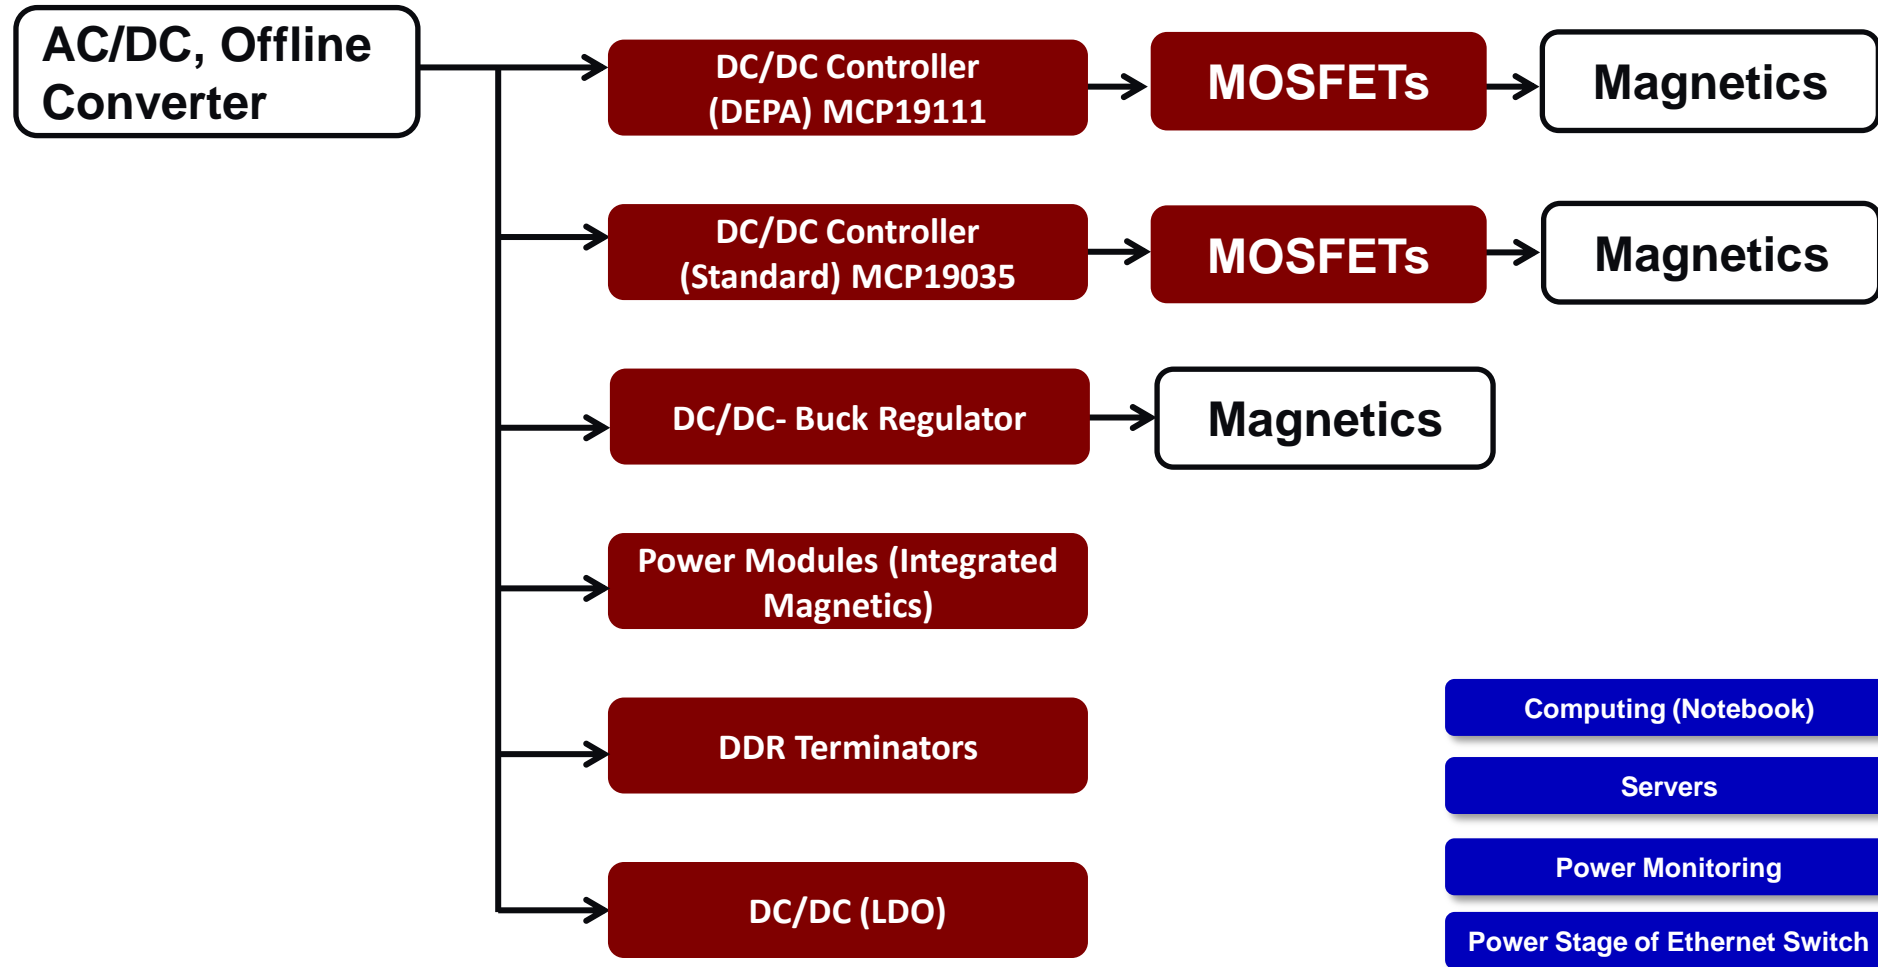 AC/DC, Offline
Converter
DC/DC Controller
(DEPA) MCP19111
MOSFETs
Magnetics
DC/DC Controller
(Standard) MCP19035
MOSFETs
Magnetics
DC/DC- Buck Regulator
Magnetics
Power Modules (Integrated
Magnetics)
DDR Terminators
DC/DC (LDO)
Computing (Notebook)
Servers
Power Monitoring
Power Stage of Ethernet Switch